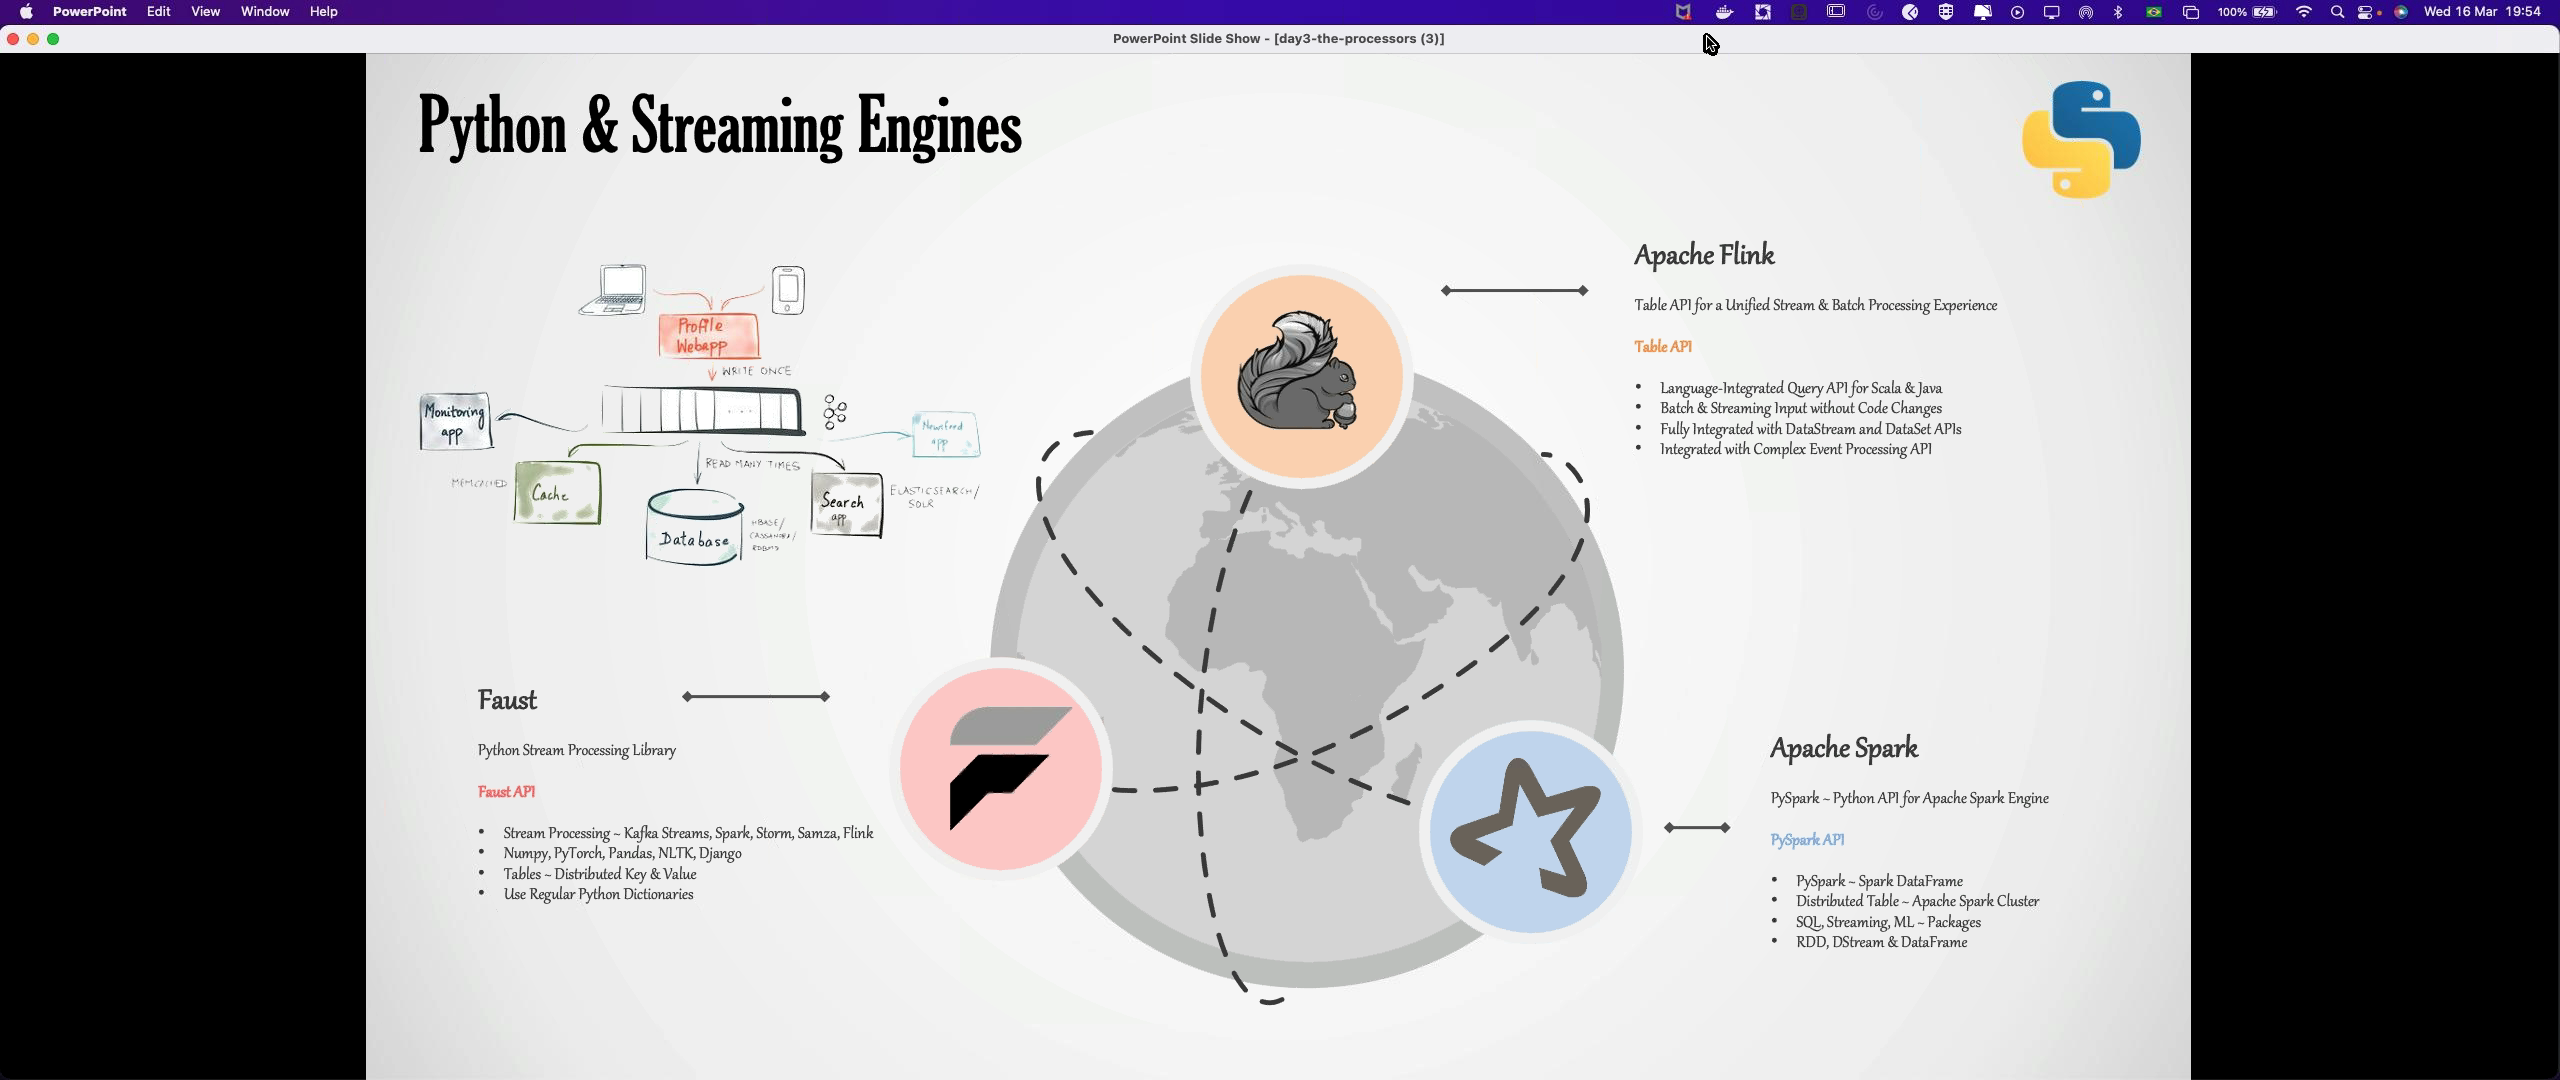 PowerPoint Edit View Window Help
100%
Wed 16 Mar 19:54
PowerPoint Slide Show - [day3-the-processors (3)]
Python & Streaming Engines
Profile
Webapp
WRITE ONCE
Monitoring
app
Newsfeed
app
READ MANY TIMES
MEMCACHED
Cache
Database
HBASE/
CASSANDRA/
RDBMS
Search
app
ELASTICSEARCH/
SOLR
Apache Flink
Table API for a Unified Stream & Batch Processing Experience
Table API
• Language-Integrated Query API for Scala & Java
• Batch & Streaming Input without Code Changes
• Fully Integrated with DataStream and DataSet APIs
• Integrated with Complex Event Processing API
Faust
Python Stream Processing Library
Faust API
• Stream Processing ~ Kafka Streams, Spark, Storm, Samza, Flink
• Numpy, PyTorch, Pandas, NLTK, Django
• Tables ~ Distributed Key & Value
• Use Regular Python Dictionaries
Apache Spark
PySpark ~ Python API for Apache Spark Engine
PySpark API
• PySpark ~ Spark DataFrame
• Distributed Table ~ Apache Spark Cluster
• SQL, Streaming, ML ~ Packages
• RDD, DStream & DataFrame